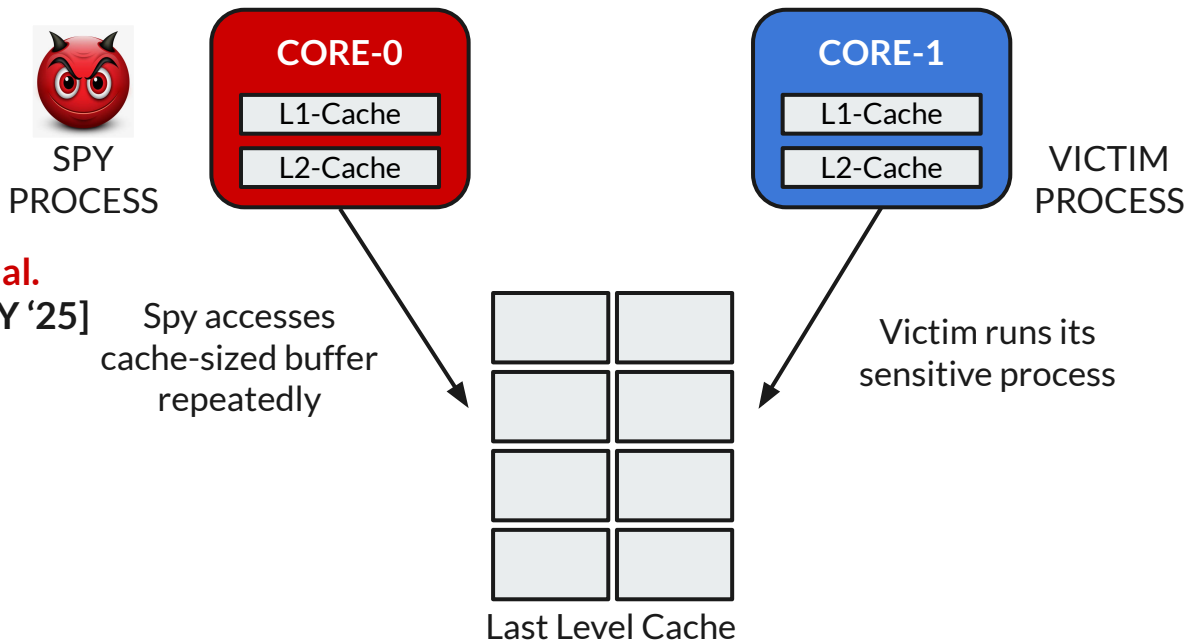 CORE-0
L1-Cache
L2-Cache
SPY
PROCESS
CORE-1
L1-Cache
L2-Cache
VICTIM
PROCESS
al.
Y ‘25]
Spy accesses
cache-sized buffer
repeatedly
Victim runs its
sensitive process
Last Level Cache